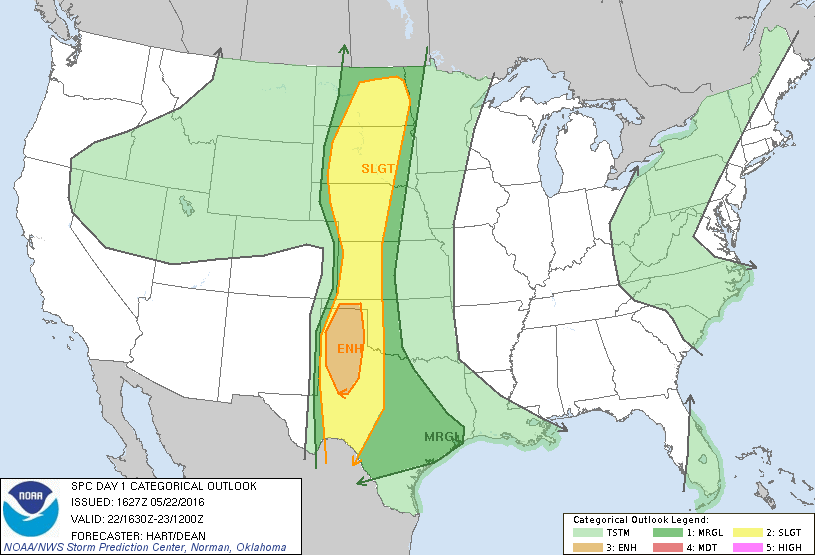 SLGT
ENH
MRGL
NOAA
SPC DAY 1 CATEGORICAL OUTLOOK
ISSUED: 1627Z 05/22/2016
VALID: 22/1630Z-23/1200Z
FORECASTER: HART/DEAN
NOAA/NWS Storm Prediction Center, Norman, Oklahoma
Categorical Outlook Legend:
TSTM 1: MRGL 2: SLGT
3: ENH 4: MDT 5: HIGH